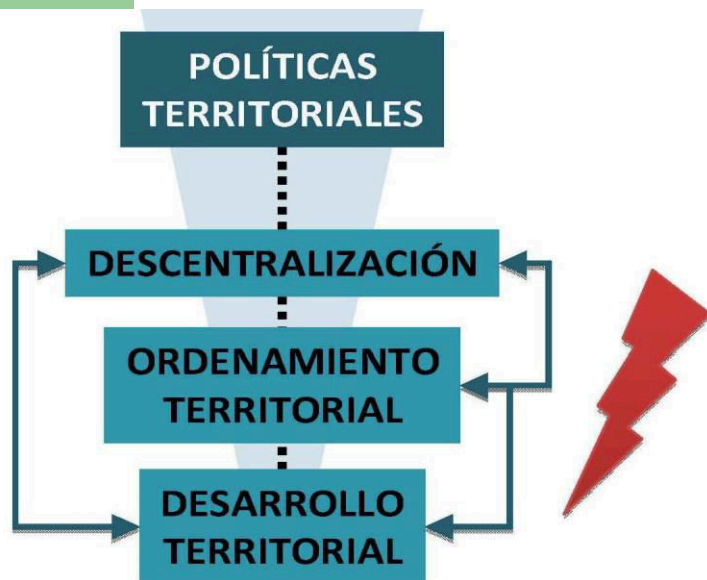 POLÍTICAS
TERRITORIALES
DESCENTRALIZACIÓN
ORDENAMIENTO
TERRITORIAL
DESARROLLO
TERRITORIAL